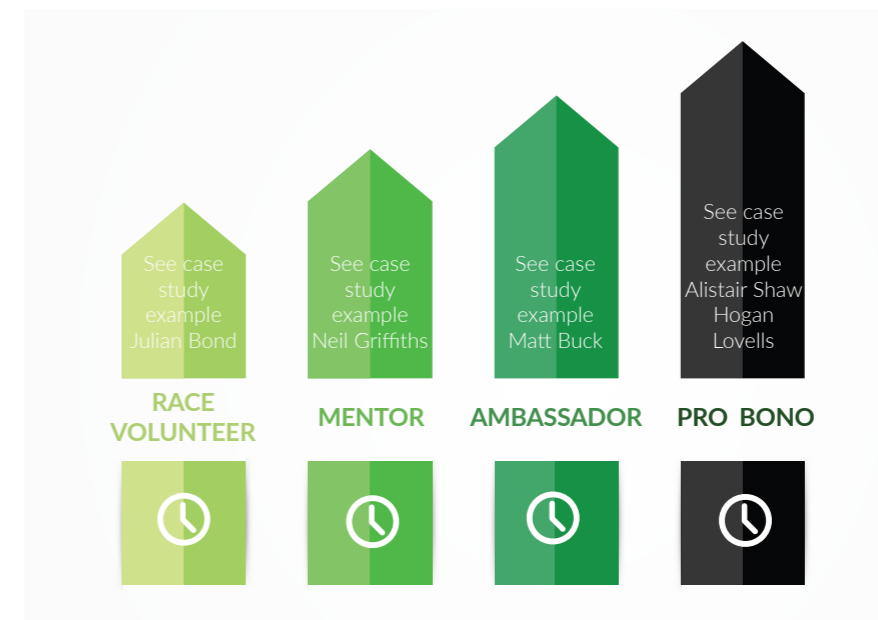 See case
study
example
Julian Bond
See case
study
example
Neil Griffiths
See case
study
example
Matt Buck
See case
study
example
Alistair Shaw
Hogan
Lovells
RACE
VOLUNTEER
MENTOR
AMBASSADOR
PRO BONO